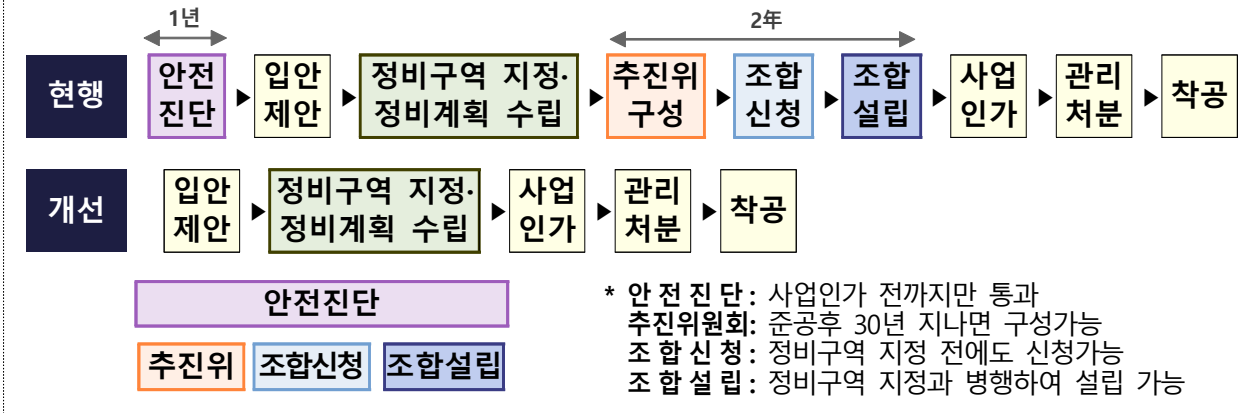 1년
2年
현행
안전
진단
▶
입안
제안
▶
정비구역 지정·
정비계획 수립
▶
추진위
구성
▶
조합
신청
▶
조합
설립
▶
사업
인가
▶
관리
처분
▶
착공
개선
입안
제안
▶
정비구역 지정·
정비계획 수립
▶
사업
인가
▶
관리
처분
▶
착공
안전진단
추진위
조합신청
조합설립
* 안전진단: 사업인가 전까지만 통과
추진위원회: 준공후 30년 지나면 구성가능
조합신청: 정비구역 지정 전에도 신청가능
조합설립: 정비구역 지정과 병행하여 설립 가능